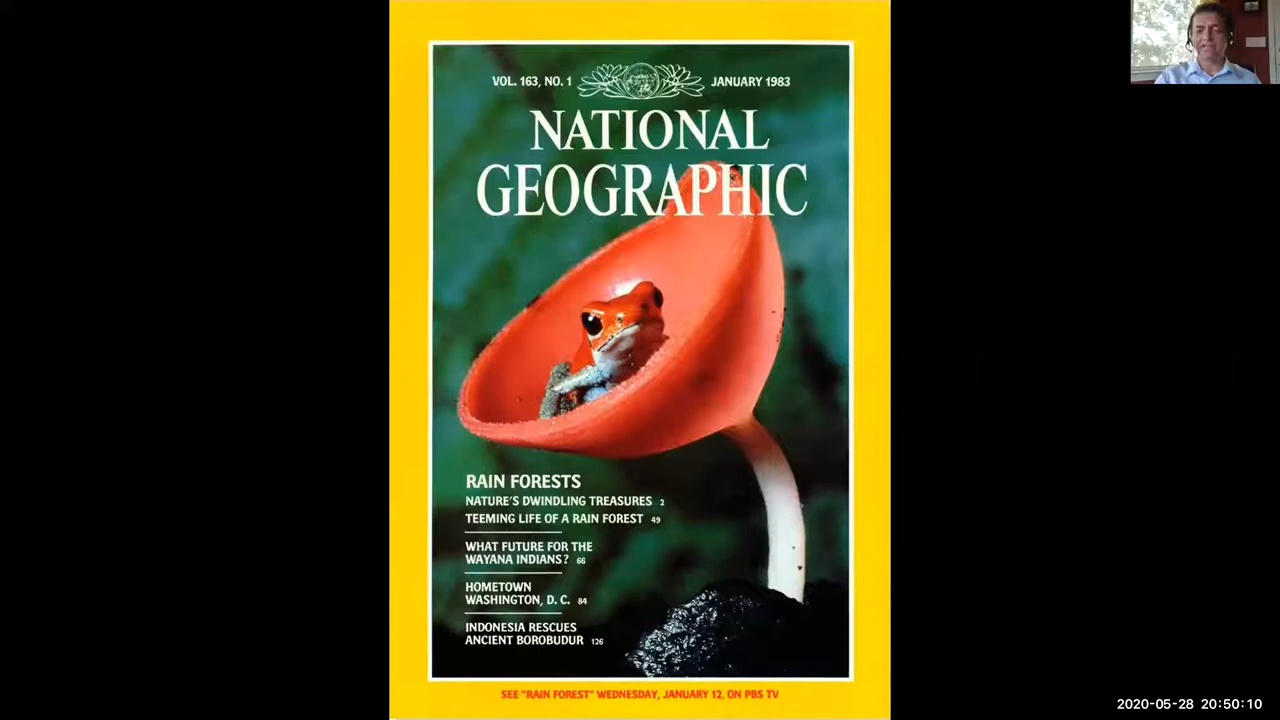 VOL. 163, NO. 1 JANUARY 1983
NATIONAL
GEOGRAPHIC
RAIN FORESTS
NATURE'S DWINDLING TREASURES 2
TEEMING LIFE OF A RAIN FOREST 49
WHAT FUTURE FOR THE
WAYANA INDIANS? 66
HOMETOWN
WASHINGTON, D. C. 84
INDONESIA RESCUES
ANCIENT BOROBUDUR 126
SEE "RAIN FOREST" WEDNESDAY, JANUARY 12, ON PBS TV
2020-05-28 20:50:10